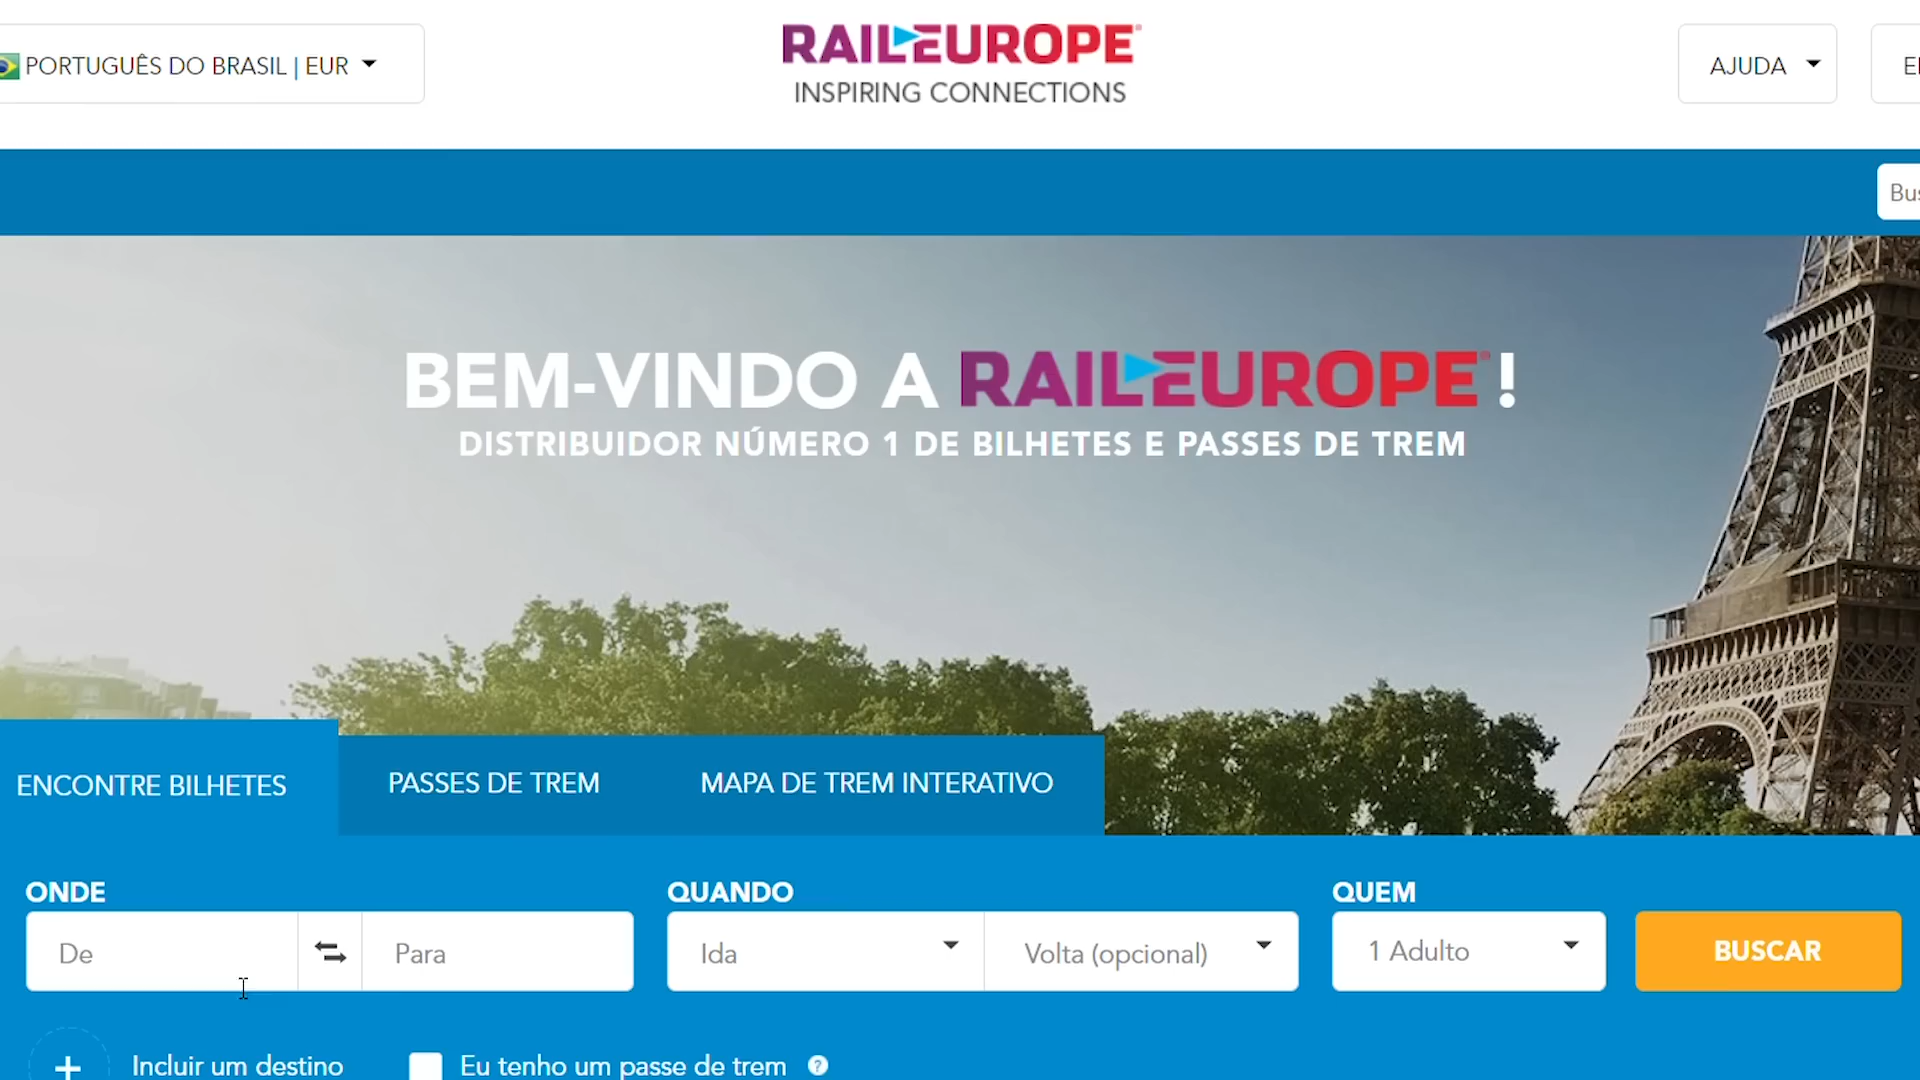 PORTUGUÊS DO BRASIL | EUR
RAILEUROPE®
INSPIRING CONNECTIONS
AJUDA
BEM-VINDO A RAILEUROPE®!
DISTRIBUIDOR NÚMERO 1 DE BILHETES E PASSES DE TREM
ENCONTRE BILHETES
PASSES DE TREM
MAPA DE TREM INTERATIVO
ONDE
QUANDO
QUEM
De
Para
Ida
Volta (opcional)
1 Adulto
BUSCAR
+ Incluir um destino
Eu tenho um passe de trem ?